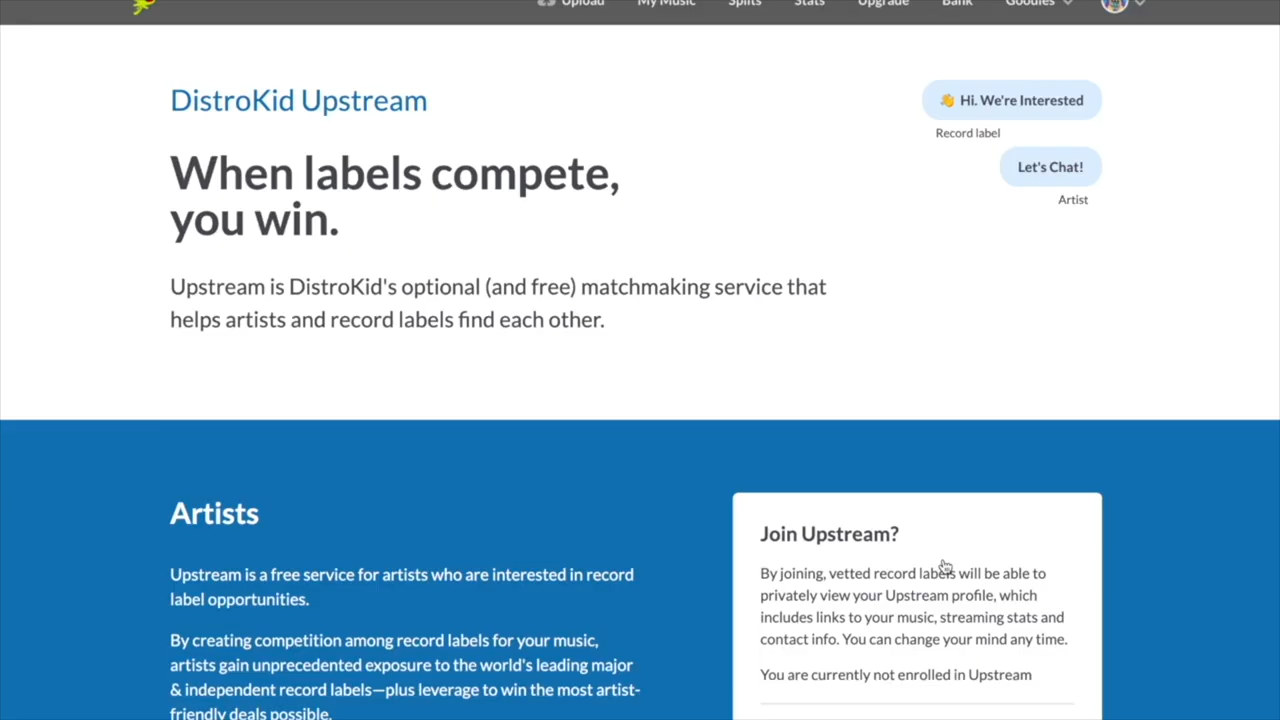 Upload My Music Splits Stats Upgrade Bank Goodies
DistroKid Upstream
👋 Hi. We're Interested
Record label
Let's Chat!
Artist
When labels compete,
you win.
Upstream is DistroKid's optional (and free) matchmaking service that
helps artists and record labels find each other.
Artists
Upstream is a free service for artists who are interested in record
label opportunities.
By creating competition among record labels for your music,
artists gain unprecedented exposure to the world's leading major
& independent record labels—plus leverage to win the most artist-
friendly deals possible.
Join Upstream?
By joining, vetted record labels will be able to
privately view your Upstream profile, which
includes links to your music, streaming stats and
contact info. You can change your mind any time.
You are currently not enrolled in Upstream